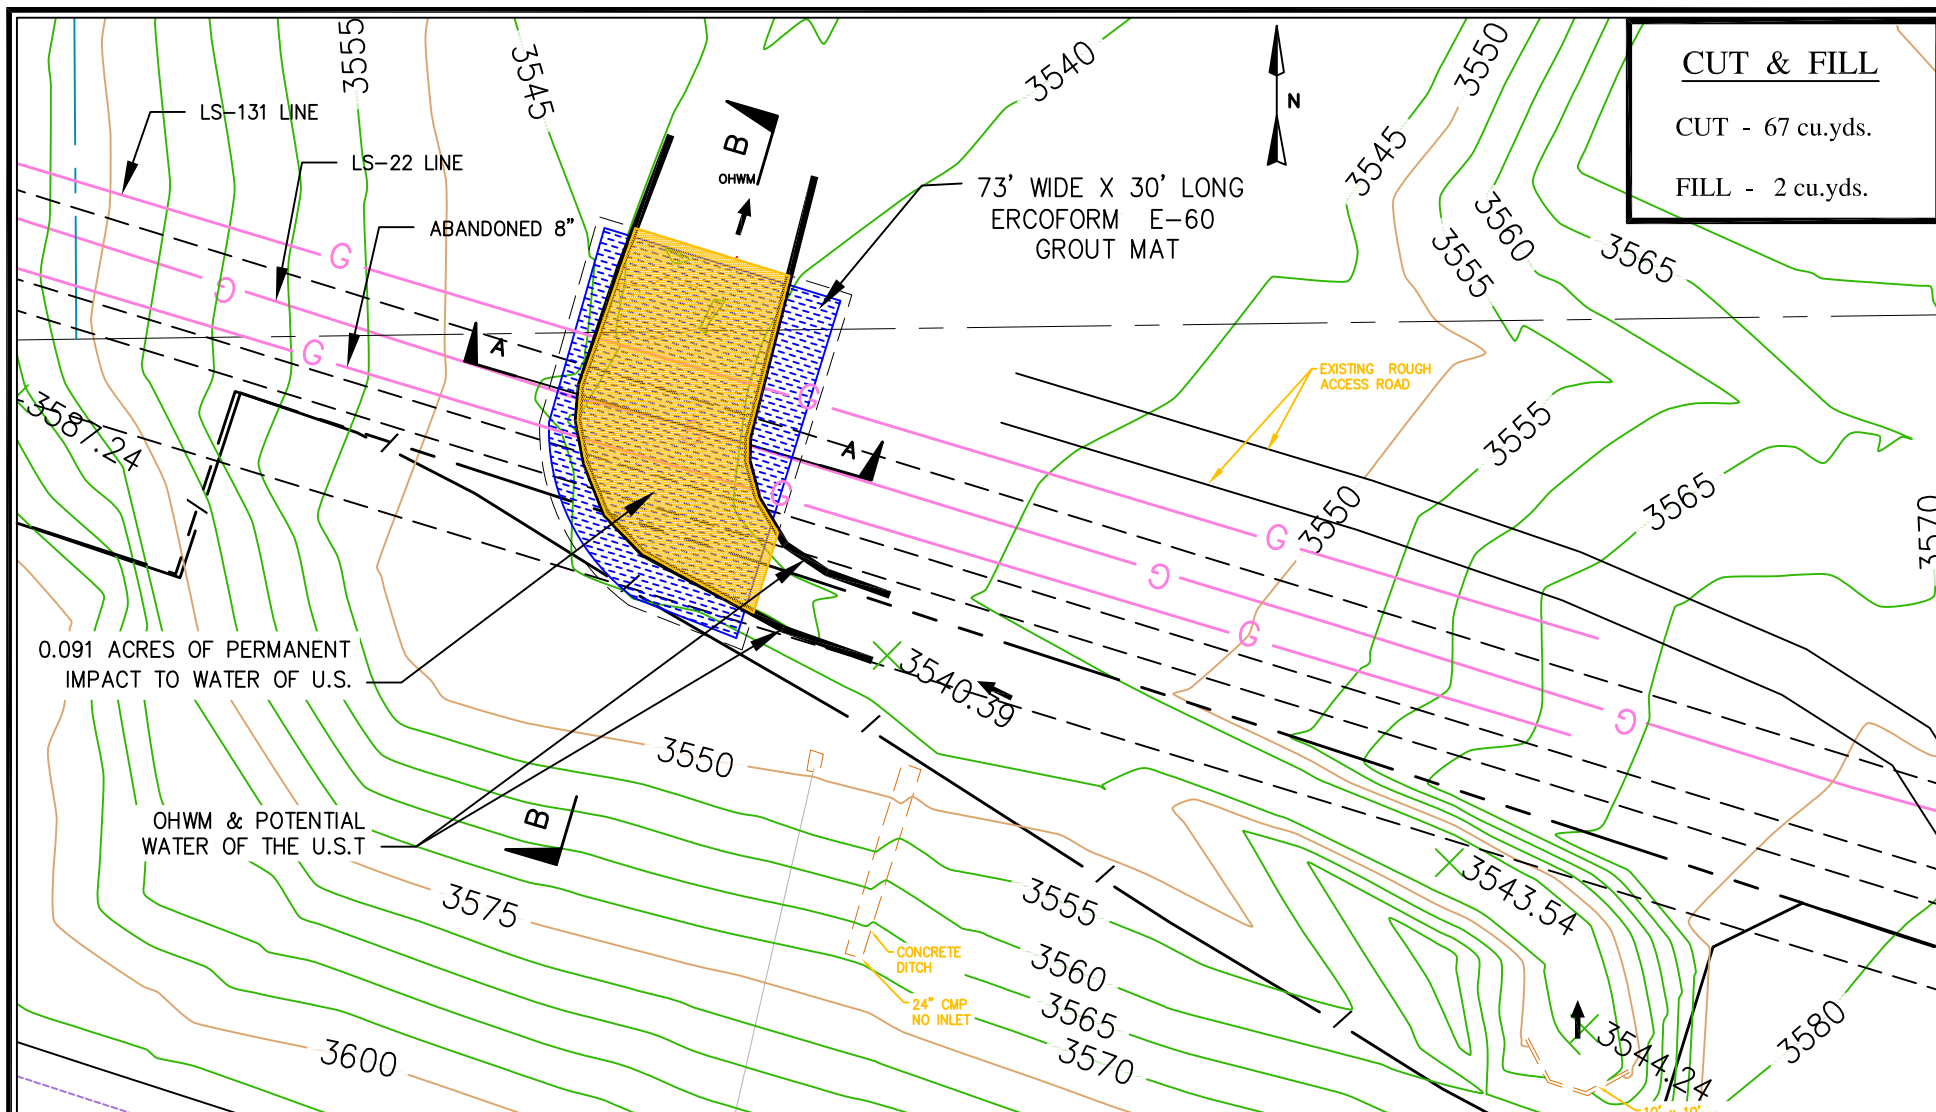 3555
3545
3540
3550
CUT & FILL
CUT - 67 cu.yds.
FILL - 2 cu.yds.
LS-131 LINE
LS-22 LINE
ABANDONED 8"
B
OHWM
N
73' WIDE X 30' LONG
ERCOFORM E-60
GROUT MAT
3545
3560
3555
3565
G
G
G
A
EXISTING ROUGH
ACCESS ROAD
3587.24
G
G
A
G
3555
3565
3550
3570
G
G
G
G
0.091 ACRES OF PERMANENT
IMPACT TO WATER OF U.S.
3540.39
3550
OHWM & POTENTIAL
WATER OF THE U.S.T
B
3575
3555
3543.54
CONCRETE
DITCH
24" CMP
NO INLET
3560
3565
3570
3600
3544.24
3580
10' x 10'